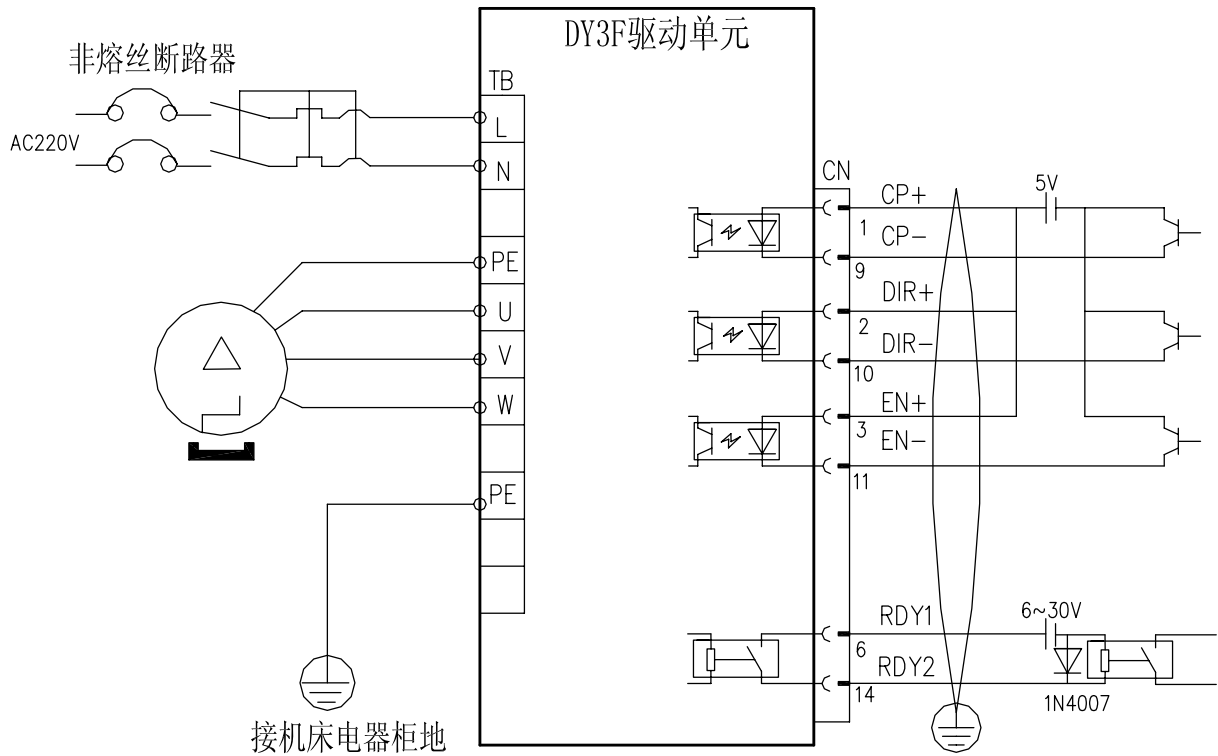 DY3F驱动单元
非熔丝断路器
TB
L
AC220V
N
PE
U
V
W
PE
接机床电器柜地
CN
CP+
5V
1
CP-
9
DIR+
2
DIR-
10
EN+
3
EN-
11
RDY1
6~30V
6
RDY2
14
1N4007